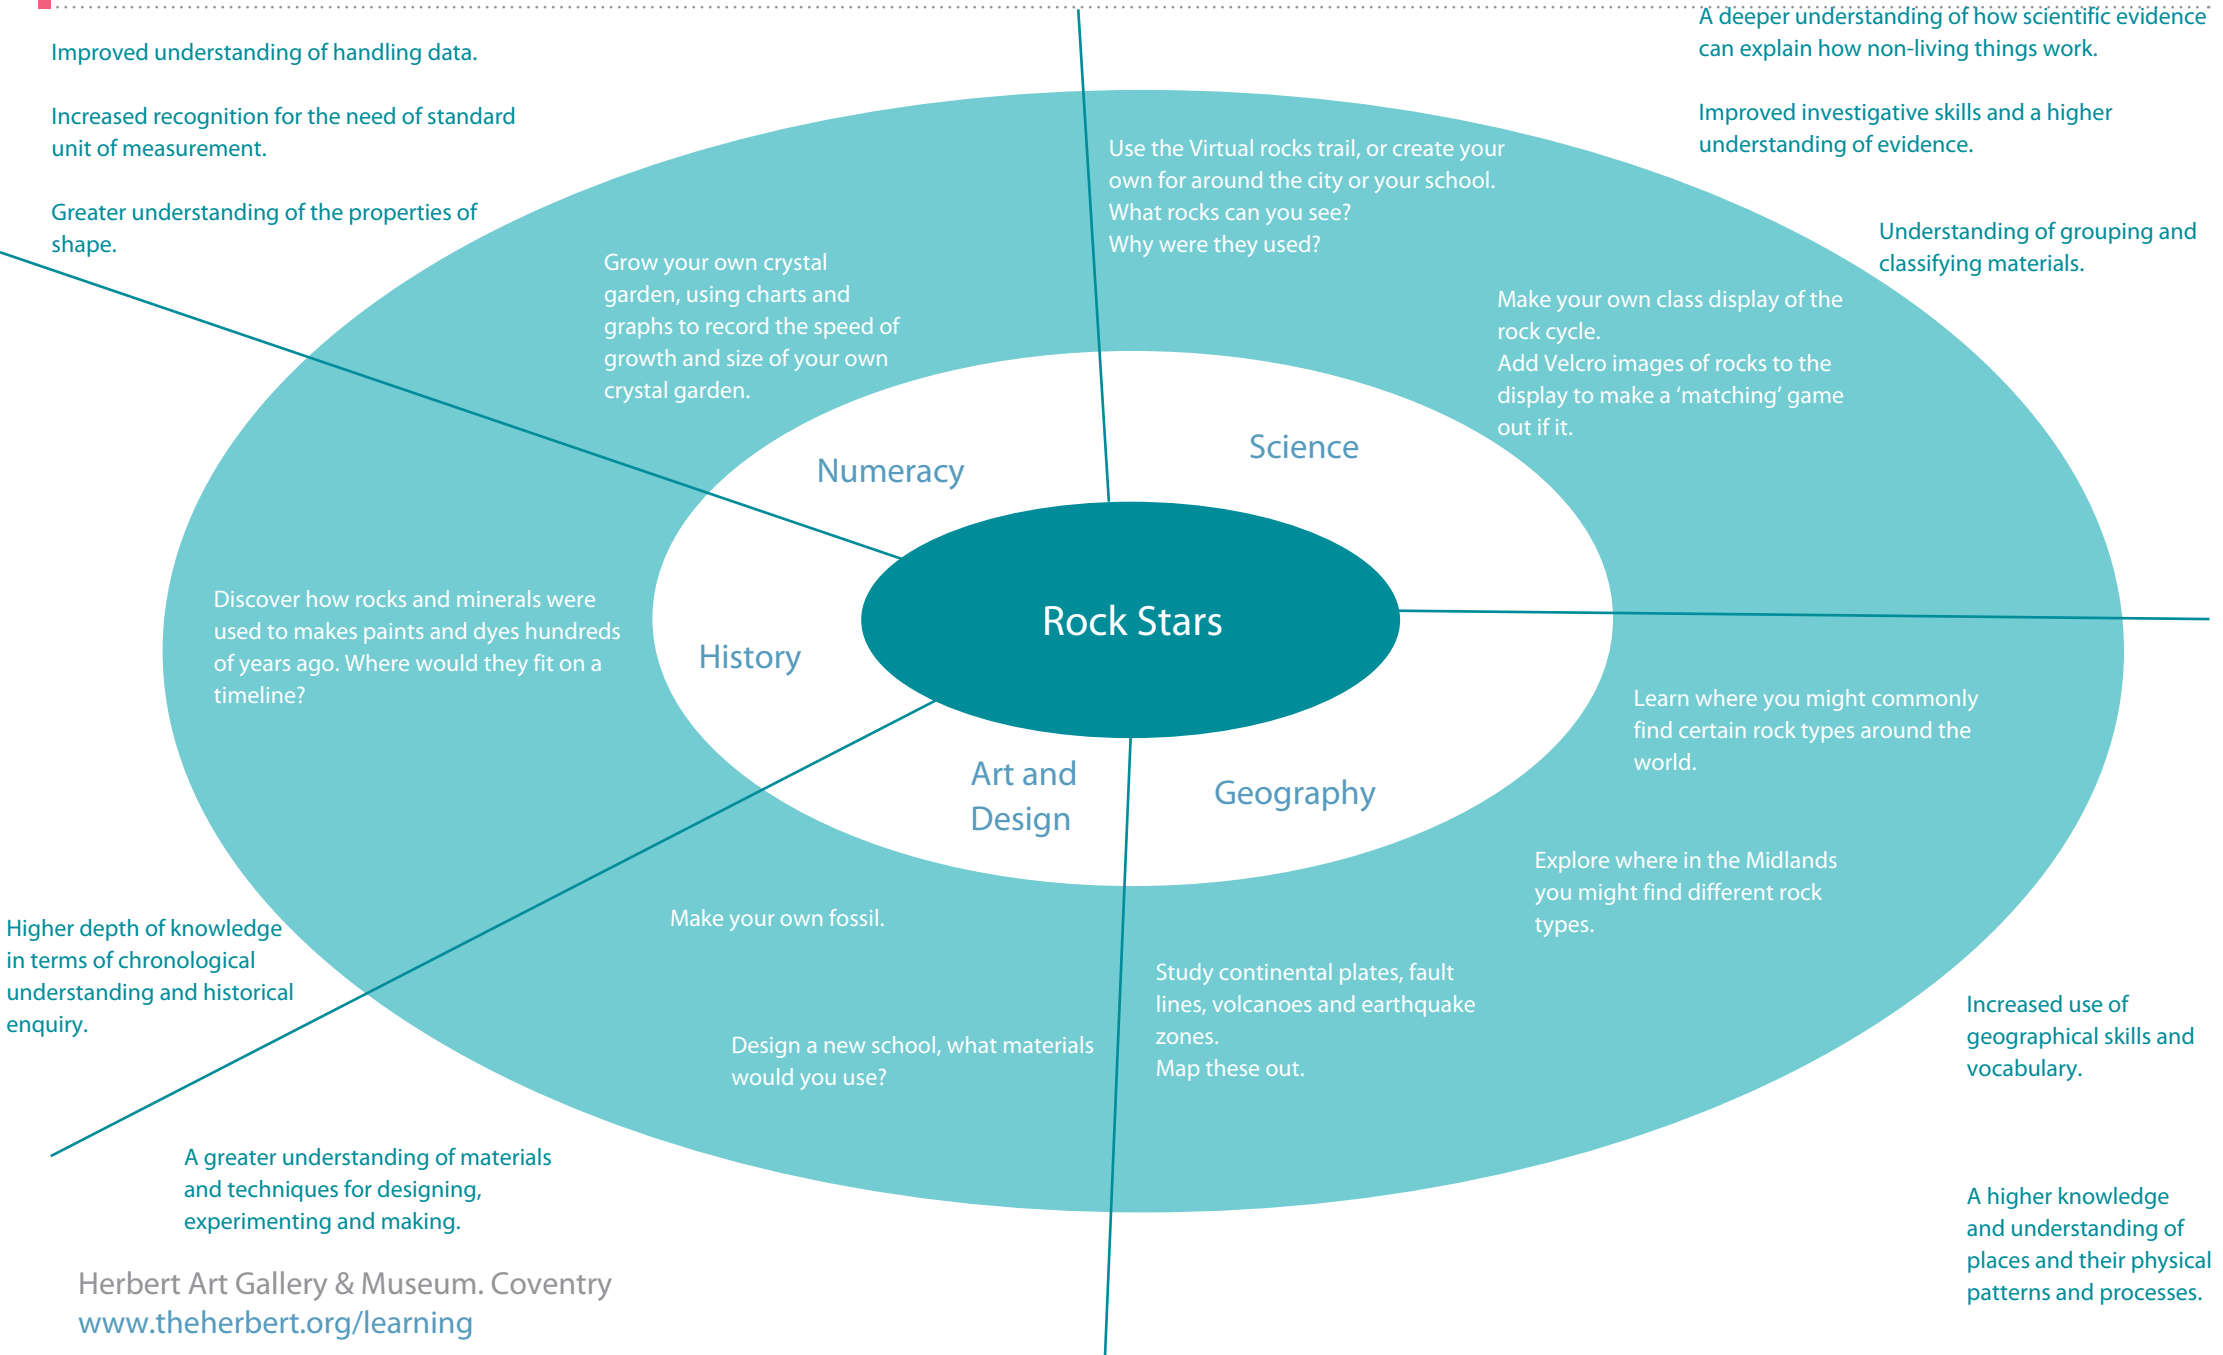 Improved understanding of handling data.
Increased recognition for the need of standard
unit of measurement.
Greater understanding of the properties of
shape.
A deeper understanding of how scientific evidence
can explain how non-living things work.
Improved investigative skills and a higher
understanding of evidence.
Understanding of grouping and
classifying materials.
Use the Virtual rocks trail, or create your
own for around the city or your school.
What rocks can you see?
Why were they used?
Grow your own crystal
garden, using charts and
graphs to record the speed of
growth and size of your own
crystal garden.
Make your own class display of the
rock cycle.
Add Velcro images of rocks to the
display to make a ‘matching’ game
out if it.
Numeracy
Science
Rock Stars
History
Art and
Design
Geography
Discover how rocks and minerals were
used to makes paints and dyes hundreds
of years ago. Where would they fit on a
timeline?
Learn where you might commonly
find certain rock types around the
world.
Explore where in the Midlands
you might find different rock
types.
Make your own fossil.
Design a new school, what materials
would you use?
Study continental plates, fault
lines, volcanoes and earthquake
zones.
Map these out.
Higher depth of knowledge
in terms of chronological
understanding and historical
enquiry.
A greater understanding of materials
and techniques for designing,
experimenting and making.
Increased use of
geographical skills and
vocabulary.
A higher knowledge
and understanding of
places and their physical
patterns and processes.
Herbert Art Gallery & Museum. Coventry
www.theherbert.org/learning